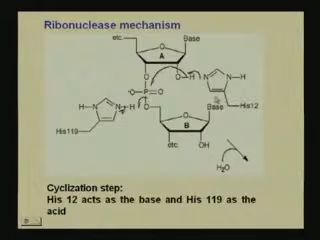 Ribonuclease mechanism
etc.
Base
O
A
O
O-H
N
N-H
-O-P=O
O
Base
His12
H-N
N-H
His119
O
B
etc.
OH
H2O
Cyclization step:
His 12 acts as the base and His 119 as the
acid